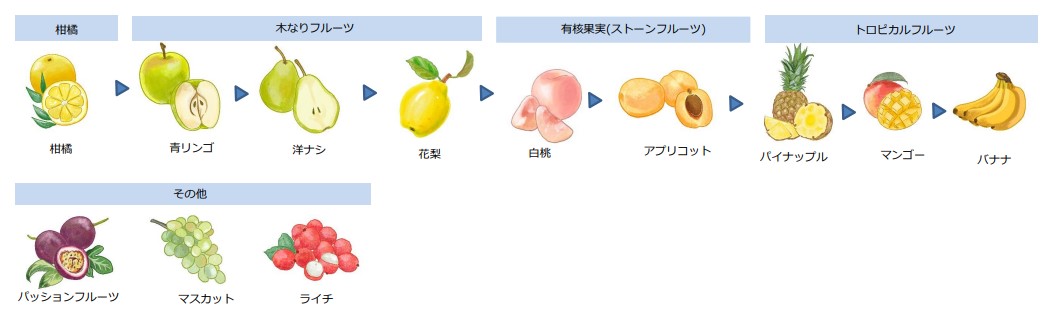 柑橘
木なりフルーツ
有核果実(ストーンフルーツ)
トロピカルフルーツ
柑橘
青リンゴ
洋ナシ
花梨
白桃
アプリコット
パイナップル
マンゴー
バナナ
その他
パッションフルーツ
マスカット
ライチ